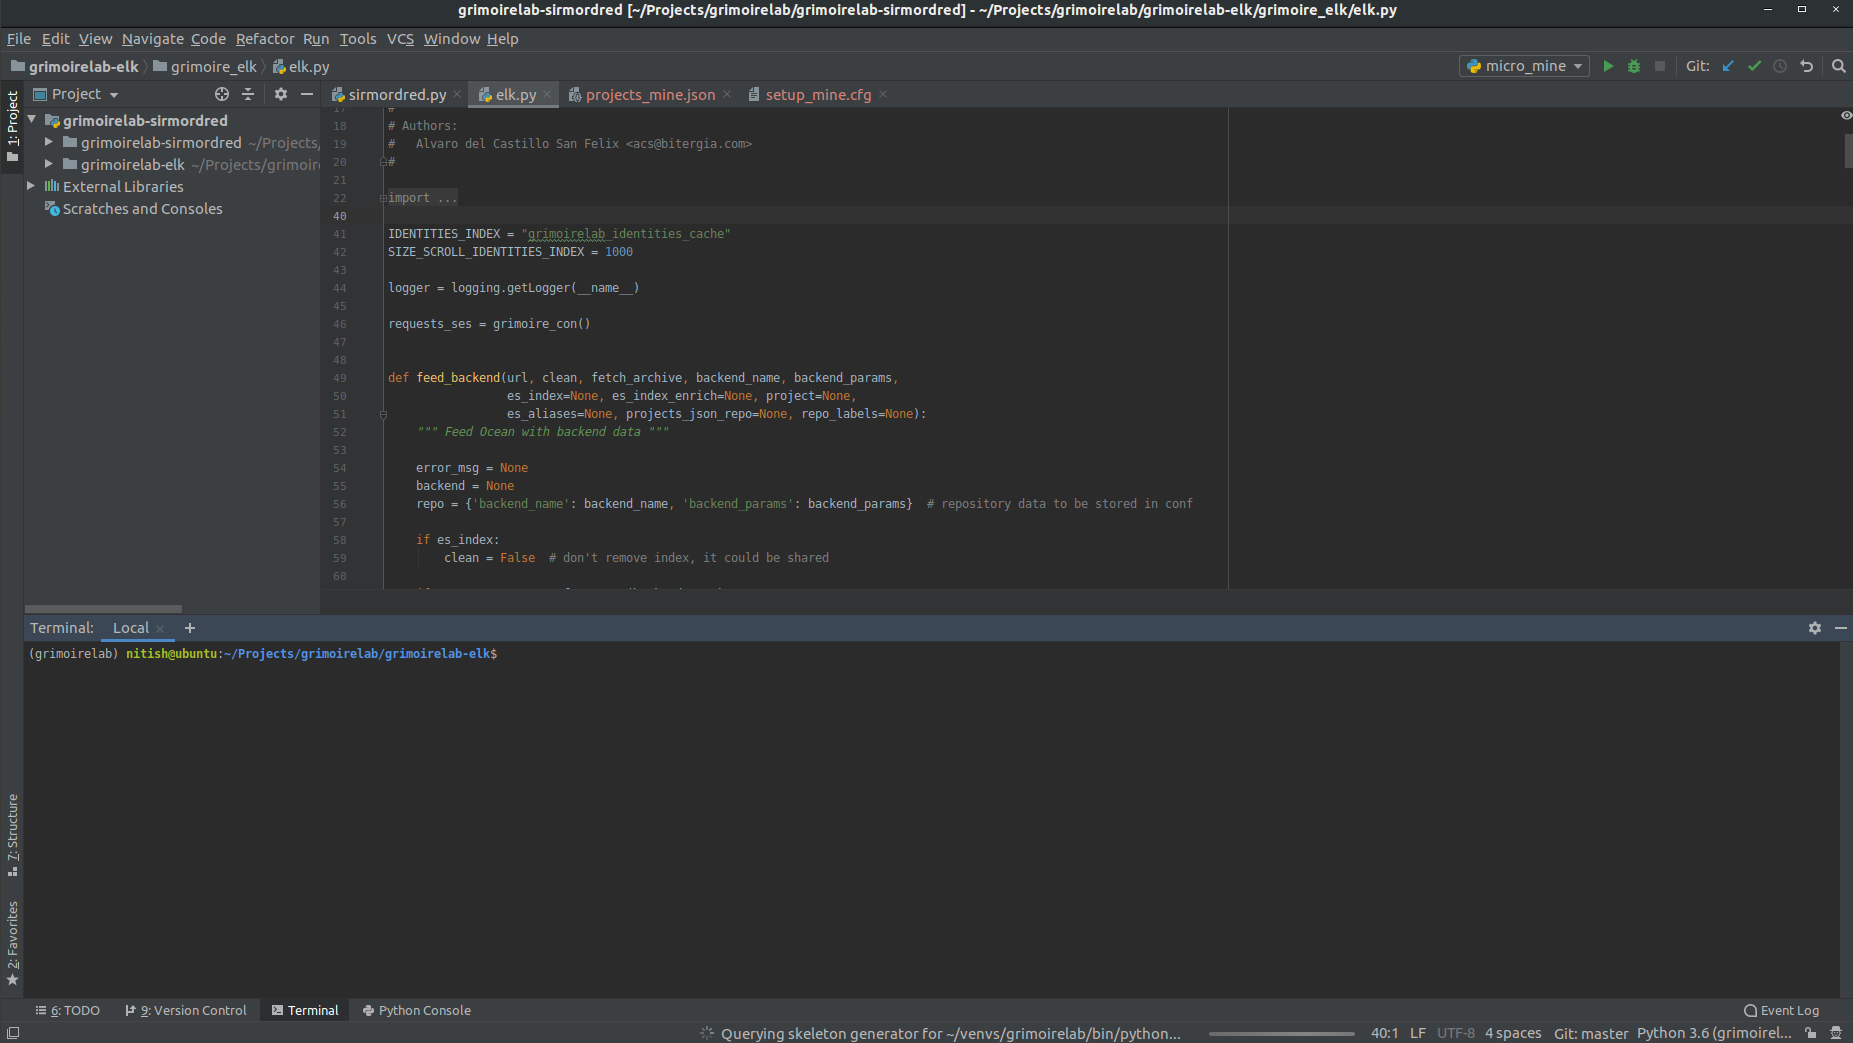 grimoirelab-sirmordred [~/Projects/grimoirelab/grimoirelab-sirmordred] - ~/Projects/grimoirelab/grimoirelab-elk/grimoire_elk/elk.py
File Edit View Navigate Code Refactor Run Tools VCS Window Help
grimoirelab-elk grimoire_elk elk.py
micro_mine Git:
1: Project
Project
grimoirelab-sirmordred
grimoirelab-sirmordred ~/Projects/
grimoirelab-elk ~/Projects/grimoire
External Libraries
Scratches and Consoles
sirmordred.py elk.py projects_mine.json setup_mine.cfg
17 #
18 # Authors:
19 #   Alvaro del Castillo San Felix <acs@bitergia.com>
20 #
21
22 import ...
40
41 IDENTITIES_INDEX = "grimoirelab_identities_cache"
42 SIZE_SCROLL_IDENTITIES_INDEX = 1000
43
44 logger = logging.getLogger(__name__)
45
46 requests_ses = grimoire_con()
47
48
49 def feed_backend(url, clean, fetch_archive, backend_name, backend_params,
50                  es_index=None, es_index_enrich=None, project=None,
51                  es_aliases=None, projects_json_repo=None, repo_labels=None):
52     """ Feed Ocean with backend data """
53
54     error_msg = None
55     backend = None
56     repo = {'backend_name': backend_name, 'backend_params': backend_params}  # repository data to be stored in conf
57
58     if es_index:
59         clean = False  # don't remove index, it could be shared
60
Terminal: Local +
(grimoirelab) nitish@ubuntu:~/Projects/grimoirelab/grimoirelab-elk$
7: Structure
2: Favorites
6: TODO 9: Version Control Terminal Python Console Event Log
Querying skeleton generator for ~/venvs/grimoirelab/bin/python... 40:1 LF UTF-8 4 spaces Git: master Python 3.6 (grimoirel...